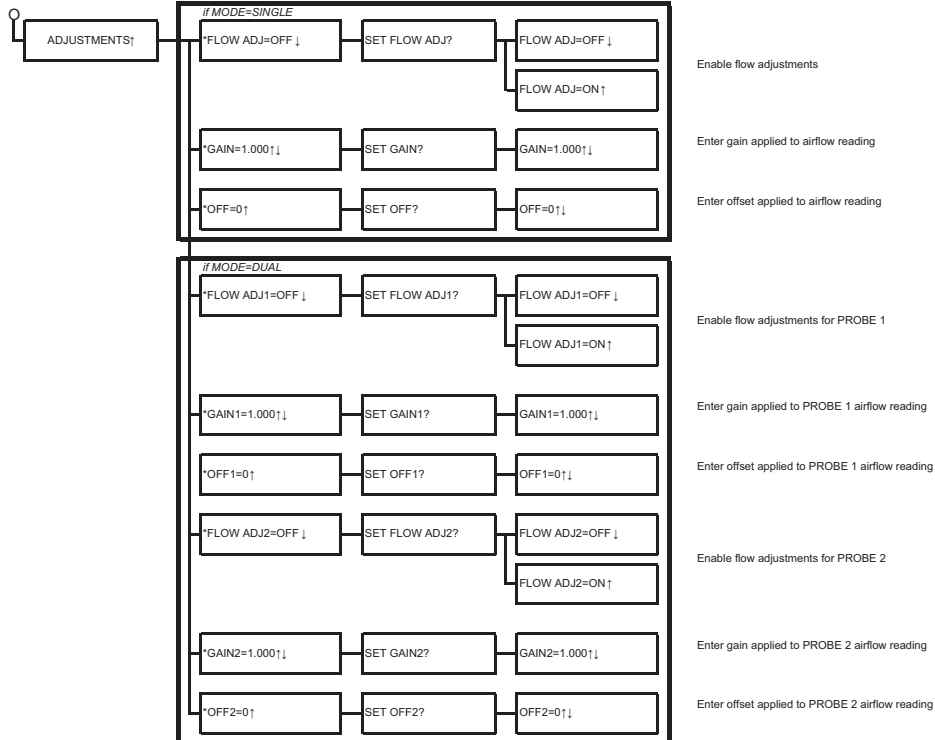 if MODE=SINGLE
ADJUSTMENTS↑
*FLOW ADJ=OFF↓
SET FLOW ADJ?
FLOW ADJ=OFF↓
FLOW ADJ=ON↑
Enable flow adjustments
*GAIN=1.000↑↓
SET GAIN?
GAIN=1.000↑↓
Enter gain applied to airflow reading
*OFF=0↑
SET OFF?
OFF=0↑↓
Enter offset applied to airflow reading
if MODE=DUAL
*FLOW ADJ1=OFF↓
SET FLOW ADJ1?
FLOW ADJ1=OFF↓
FLOW ADJ1=ON↑
Enable flow adjustments for PROBE 1
*GAIN1=1.000↑↓
SET GAIN1?
GAIN1=1.000↑↓
Enter gain applied to PROBE 1 airflow reading
*OFF1=0↑
SET OFF1?
OFF1=0↑↓
Enter offset applied to PROBE 1 airflow reading
*FLOW ADJ2=OFF↓
SET FLOW ADJ2?
FLOW ADJ2=OFF↓
FLOW ADJ2=ON↑
Enable flow adjustments for PROBE 2
*GAIN2=1.000↑↓
SET GAIN2?
GAIN2=1.000↑↓
Enter gain applied to PROBE 2 airflow reading
*OFF2=0↑
SET OFF2?
OFF2=0↑↓
Enter offset applied to PROBE 2 airflow reading